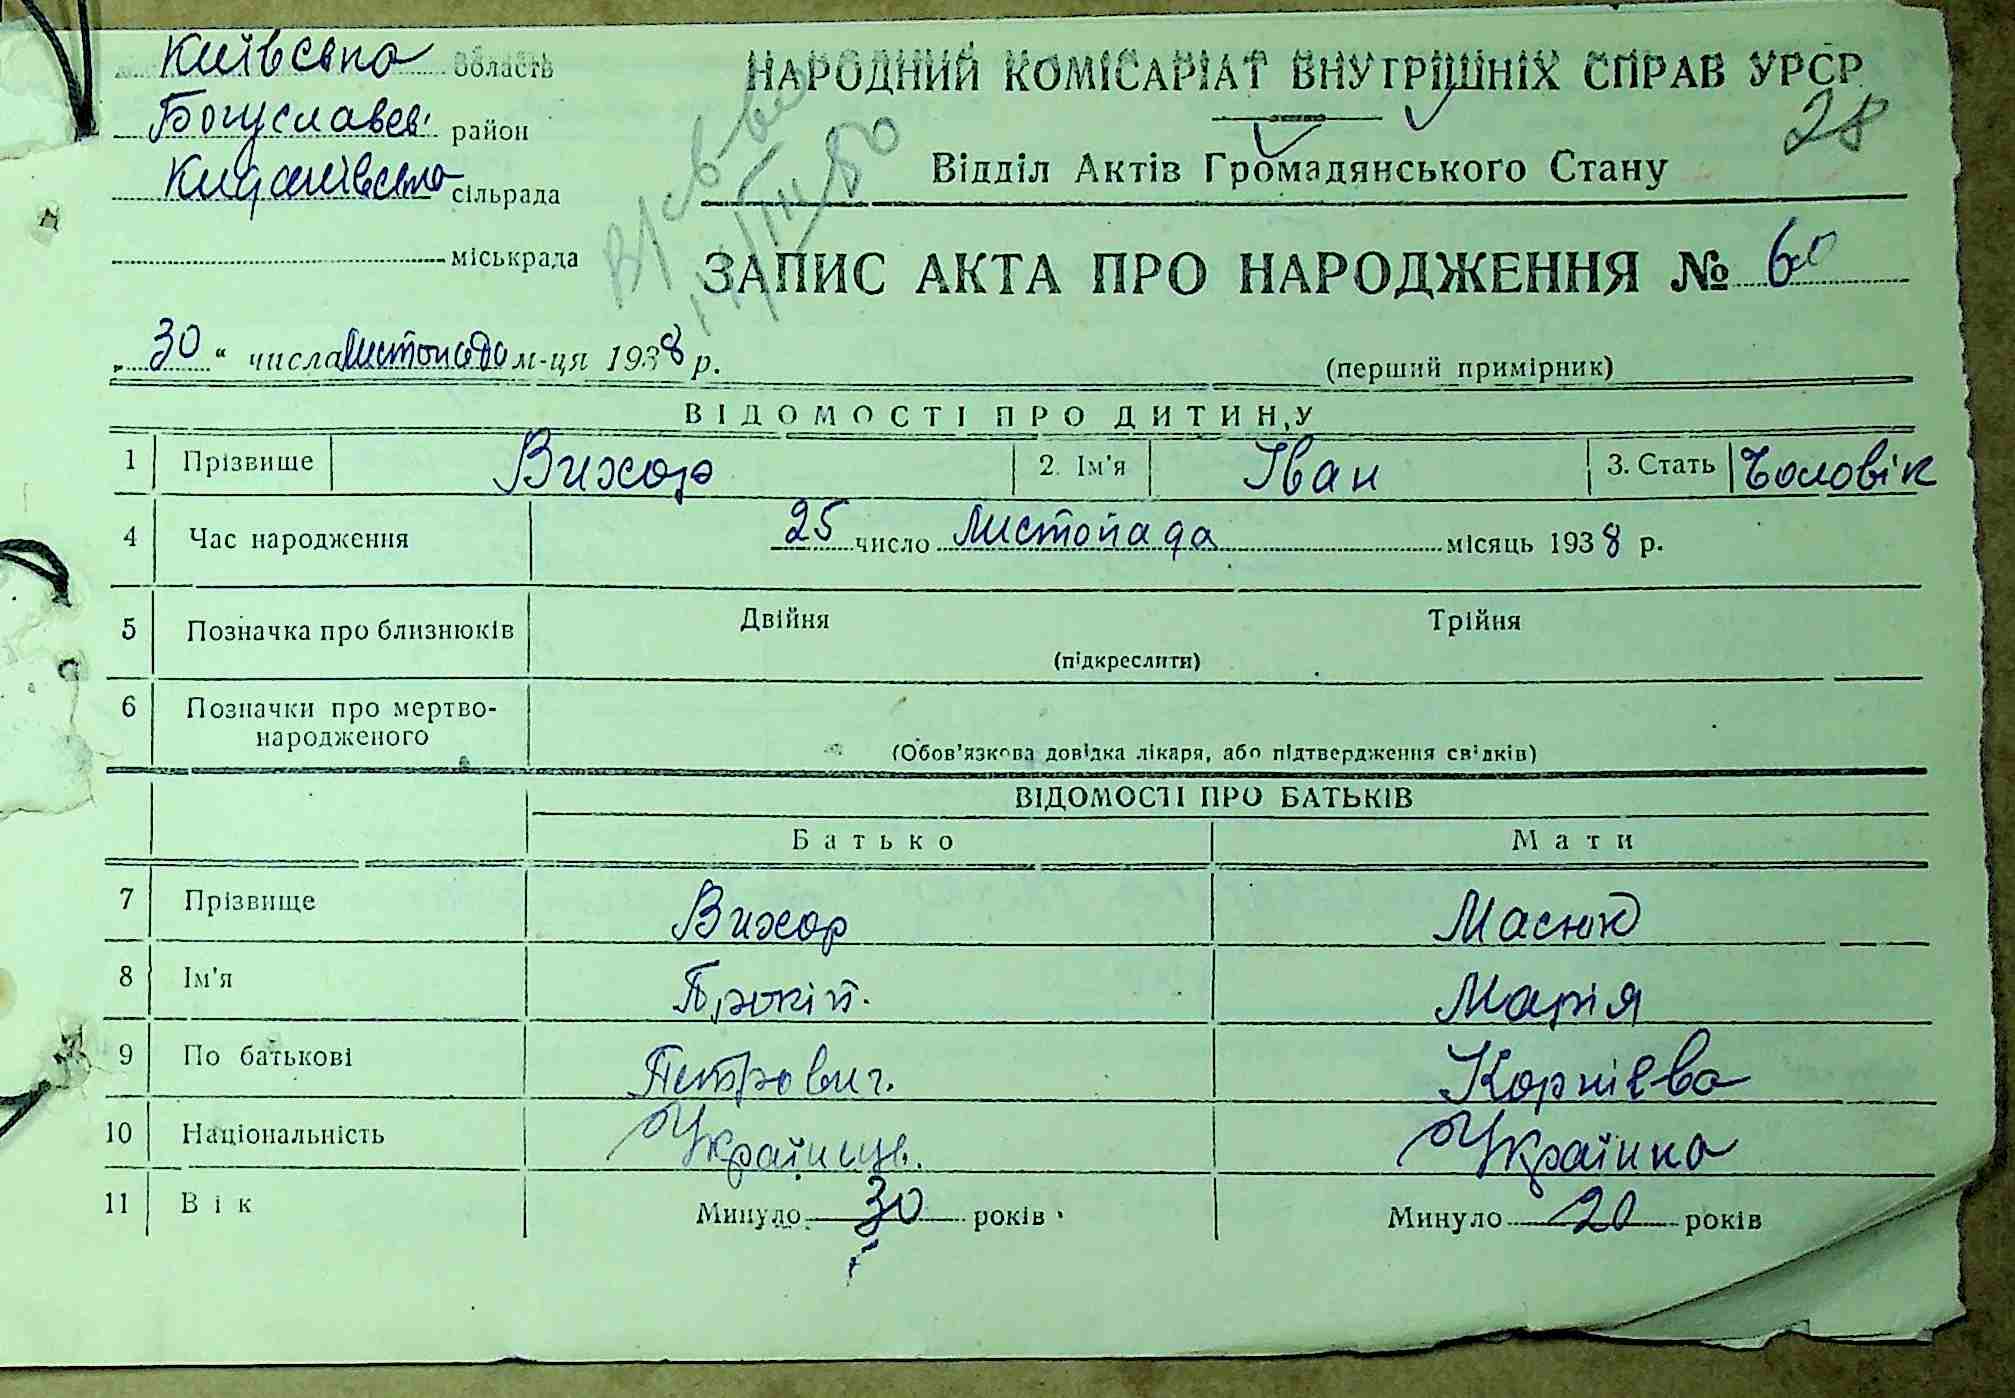 Київська область
НАРОДНИЙ КОМІСАРІАТ ВНУТРІШНІХ СПРАВ УРСР
28
Богуславськ. район
Киданівська сільрада
Відділ Актів Громадянського Стану
міськрада
ЗАПИС АКТА ПРО НАРОДЖЕННЯ № 60
„ 30 “ числа Листопада м-ця 1938 р.
(перший примірник)
ВІДОМОСТІ ПРО ДИТИНУ
1 Прізвище Вихор 2. Ім'я Іван 3. Стать Чоловік
4 Час народження 25 число Листопада місяць 1938 р.
5 Позначка про близнюків Двійня Трійня
(підкреслити)
6 Позначки про мертво-
народженого
(Обов'язкова довідка лікаря, або підтвердження свідків)
ВІДОМОСТІ ПРО БАТЬКІВ
Батько Мати
7 Прізвище Вихор Масюк
8 Ім'я Прокіп. Марія
9 По батькові Петрович. Корнієва
10 Національність Українць. Українка
11 Вік Минуло 30 років Минуло 20 років